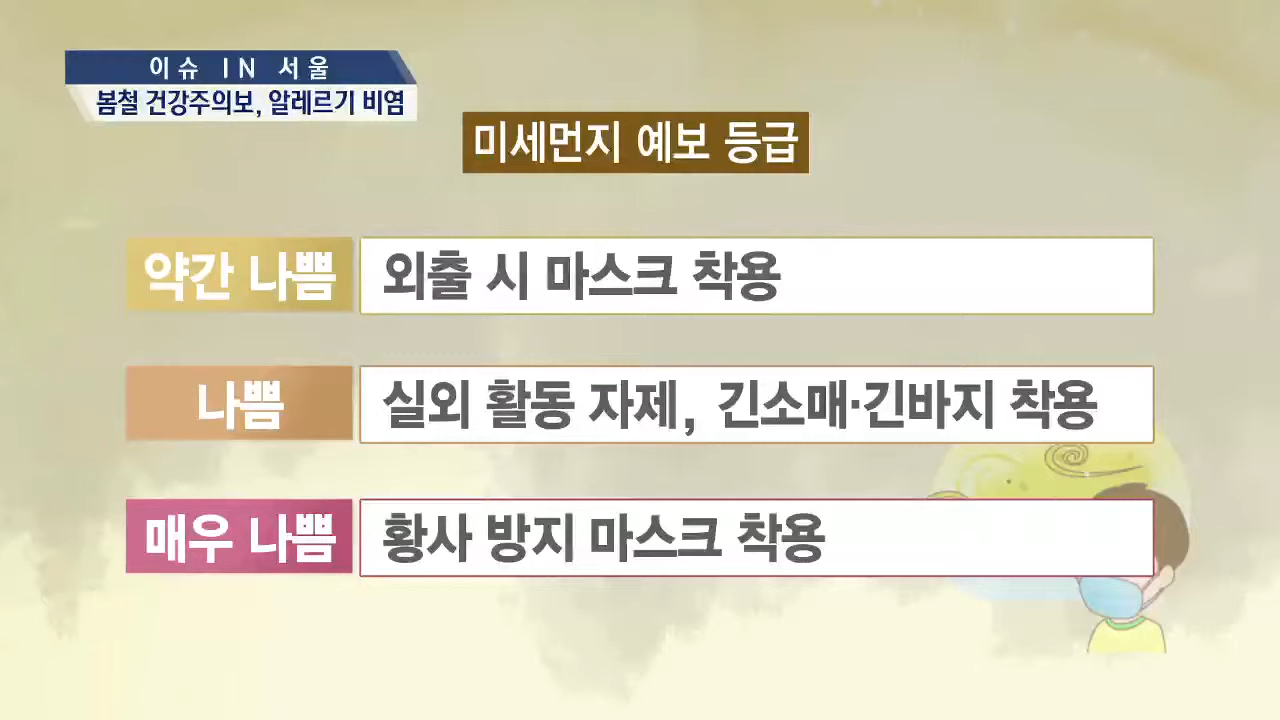 이슈 IN 서울
봄철 건강주의보, 알레르기 비염
미세먼지 예보 등급
약간 나쁨 외출 시 마스크 착용
나쁨 실외 활동 자제, 긴소매·긴바지 착용
매우 나쁨 황사 방지 마스크 착용